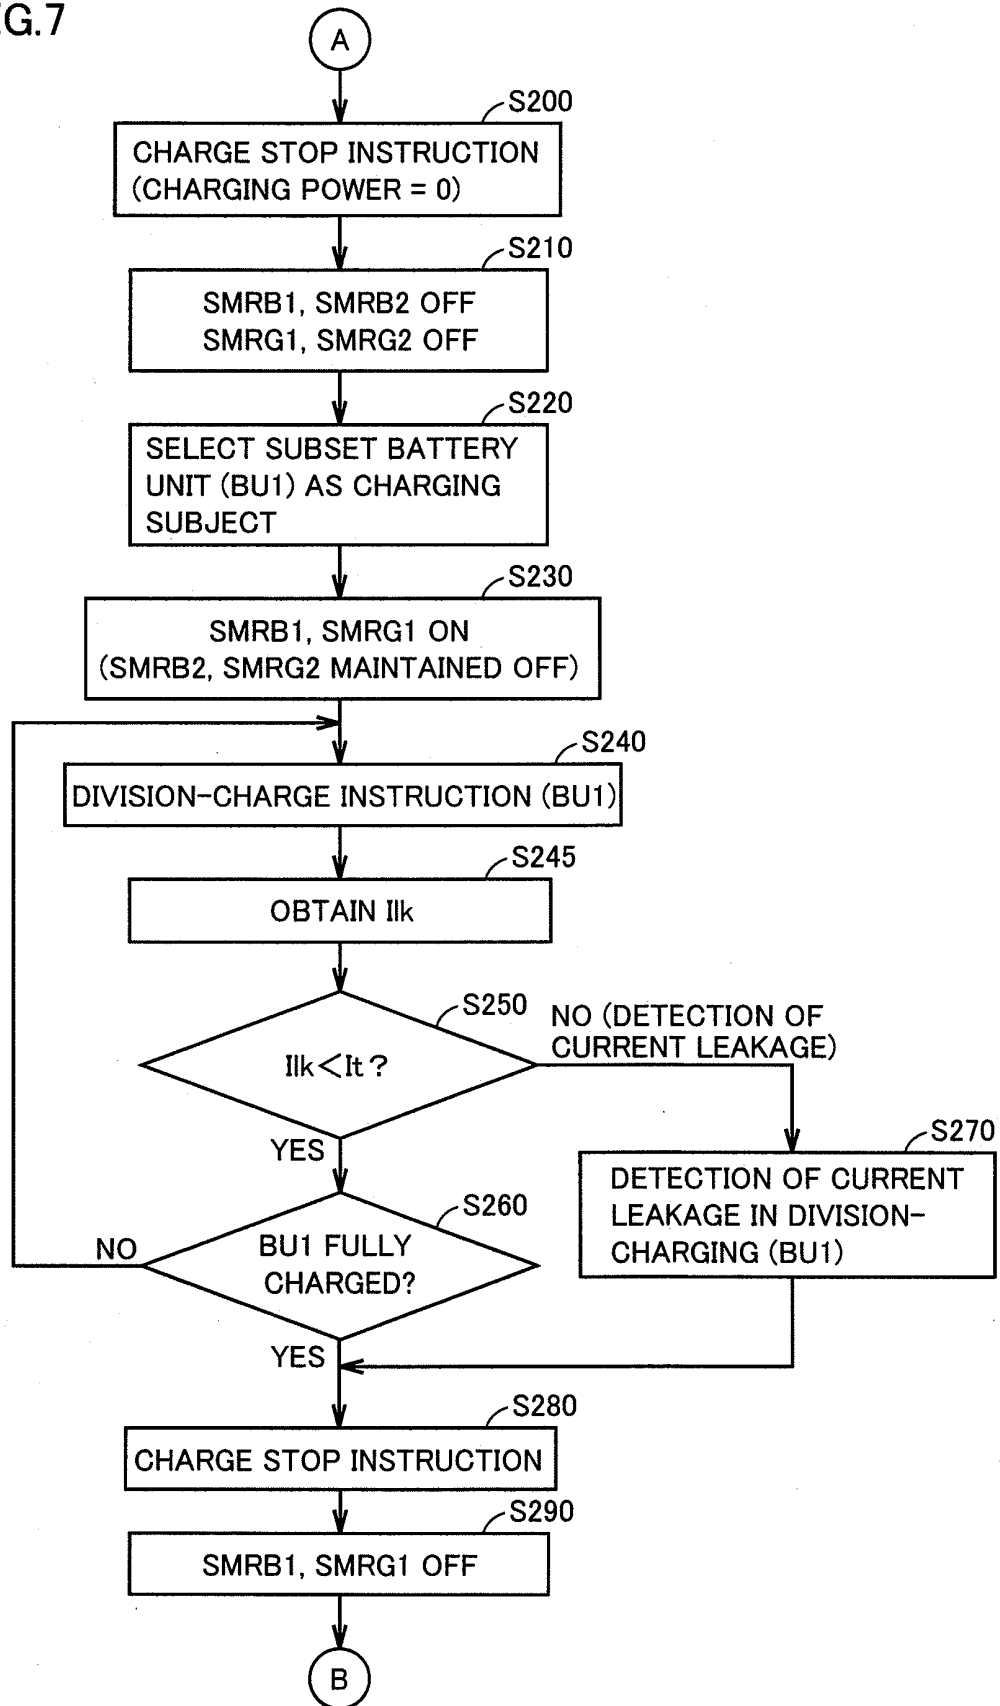 G.7
A
S200
CHARGE STOP INSTRUCTION
(CHARGING POWER = 0)
S210
SMRB1, SMRB2 OFF
SMRG1, SMRG2 OFF
S220
SELECT SUBSET BATTERY
UNIT (BU1) AS CHARGING
SUBJECT
S230
SMRB1, SMRG1 ON
(SMRB2, SMRG2 MAINTAINED OFF)
S240
DIVISION-CHARGE INSTRUCTION (BU1)
S245
OBTAIN Ilk
S250
Ilk<It?
NO (DETECTION OF
CURRENT LEAKAGE)
YES
S270
DETECTION OF CURRENT
LEAKAGE IN DIVISION-
CHARGING (BU1)
S260
BU1 FULLY
CHARGED?
NO
YES
S280
CHARGE STOP INSTRUCTION
S290
SMRB1, SMRG1 OFF
B